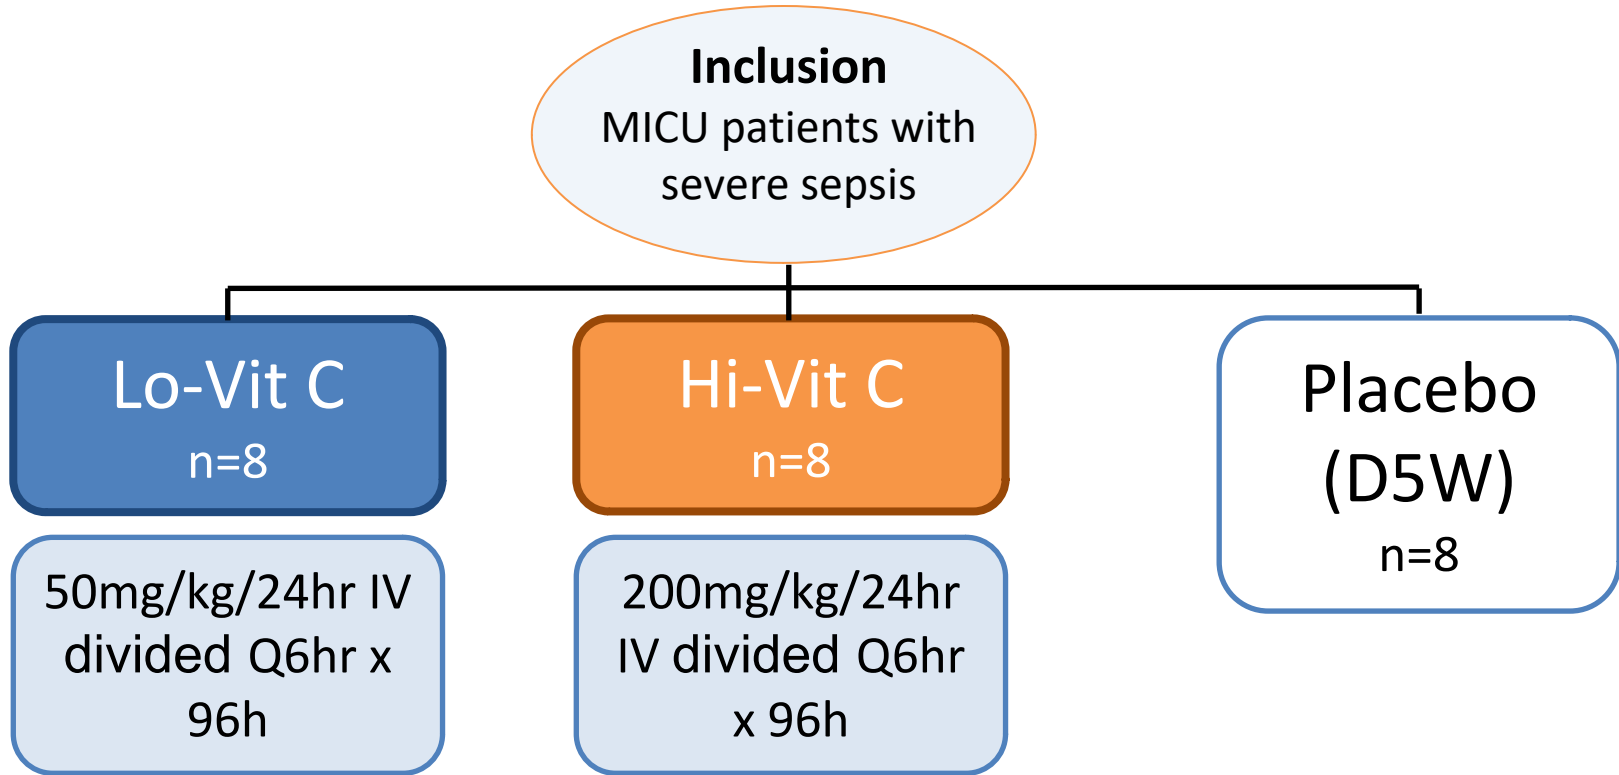 Inclusion
MICU patients with
severe sepsis
Lo-Vit C
n=8
50mg/kg/24hr IV
divided Q6hr x
96h
Hi-Vit C
n=8
200mg/kg/24hr
IV divided Q6hr
x 96h
Placebo
(D5W)
n=8